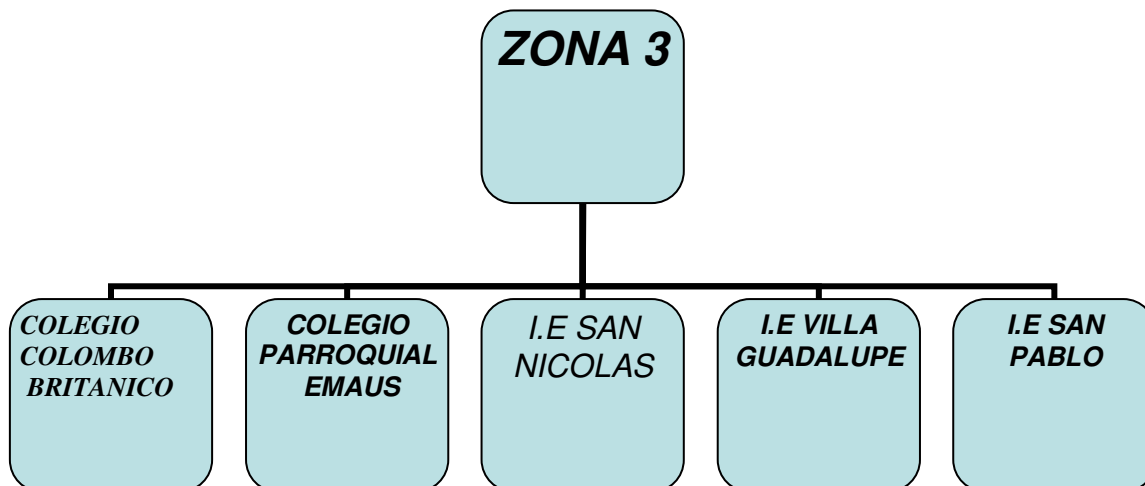 ZONA 3
COLEGIO
COLOMBO
BRITANICO
COLEGIO
PARROQUIAL
EMAUS
I.E SAN
NICOLAS
I.E VILLA
GUADALUPE
I.E SAN
PABLO